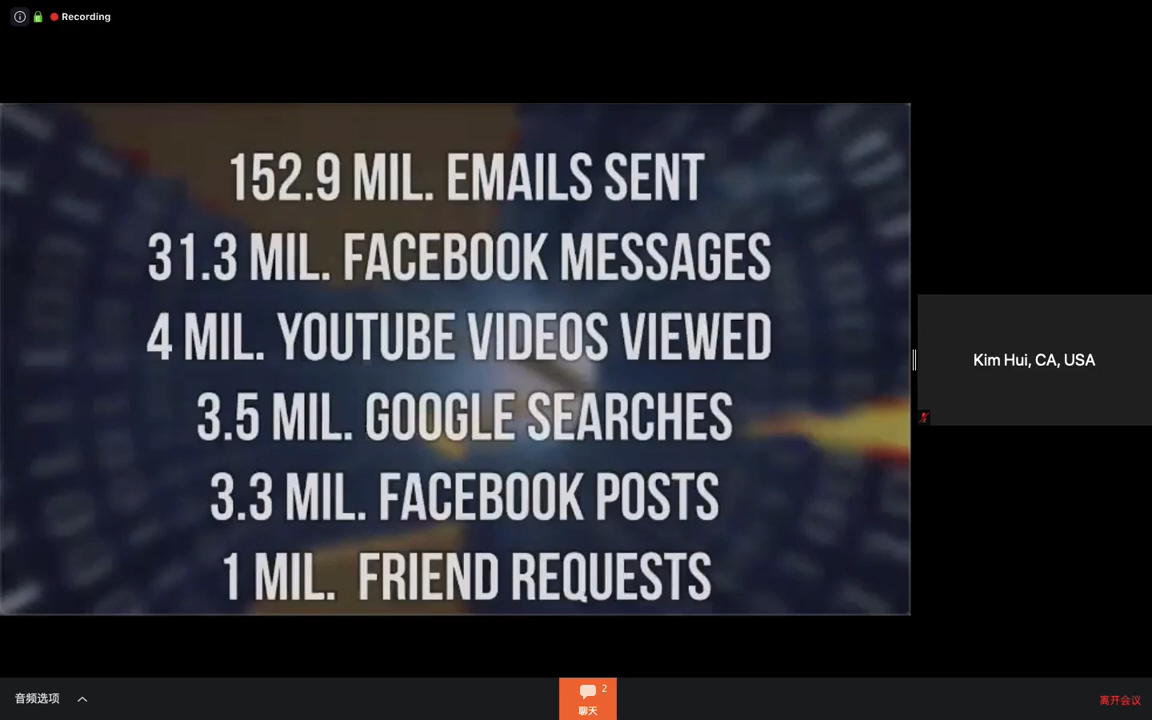 Recording
152.9 MIL. EMAILS SENT
31.3 MIL. FACEBOOK MESSAGES
4 MIL. YOUTUBE VIDEOS VIEWED
3.5 MIL. GOOGLE SEARCHES
3.3 MIL. FACEBOOK POSTS
1 MIL. FRIEND REQUESTS
Kim Hui, CA, USA
音频选项
2
聊天
离开会议